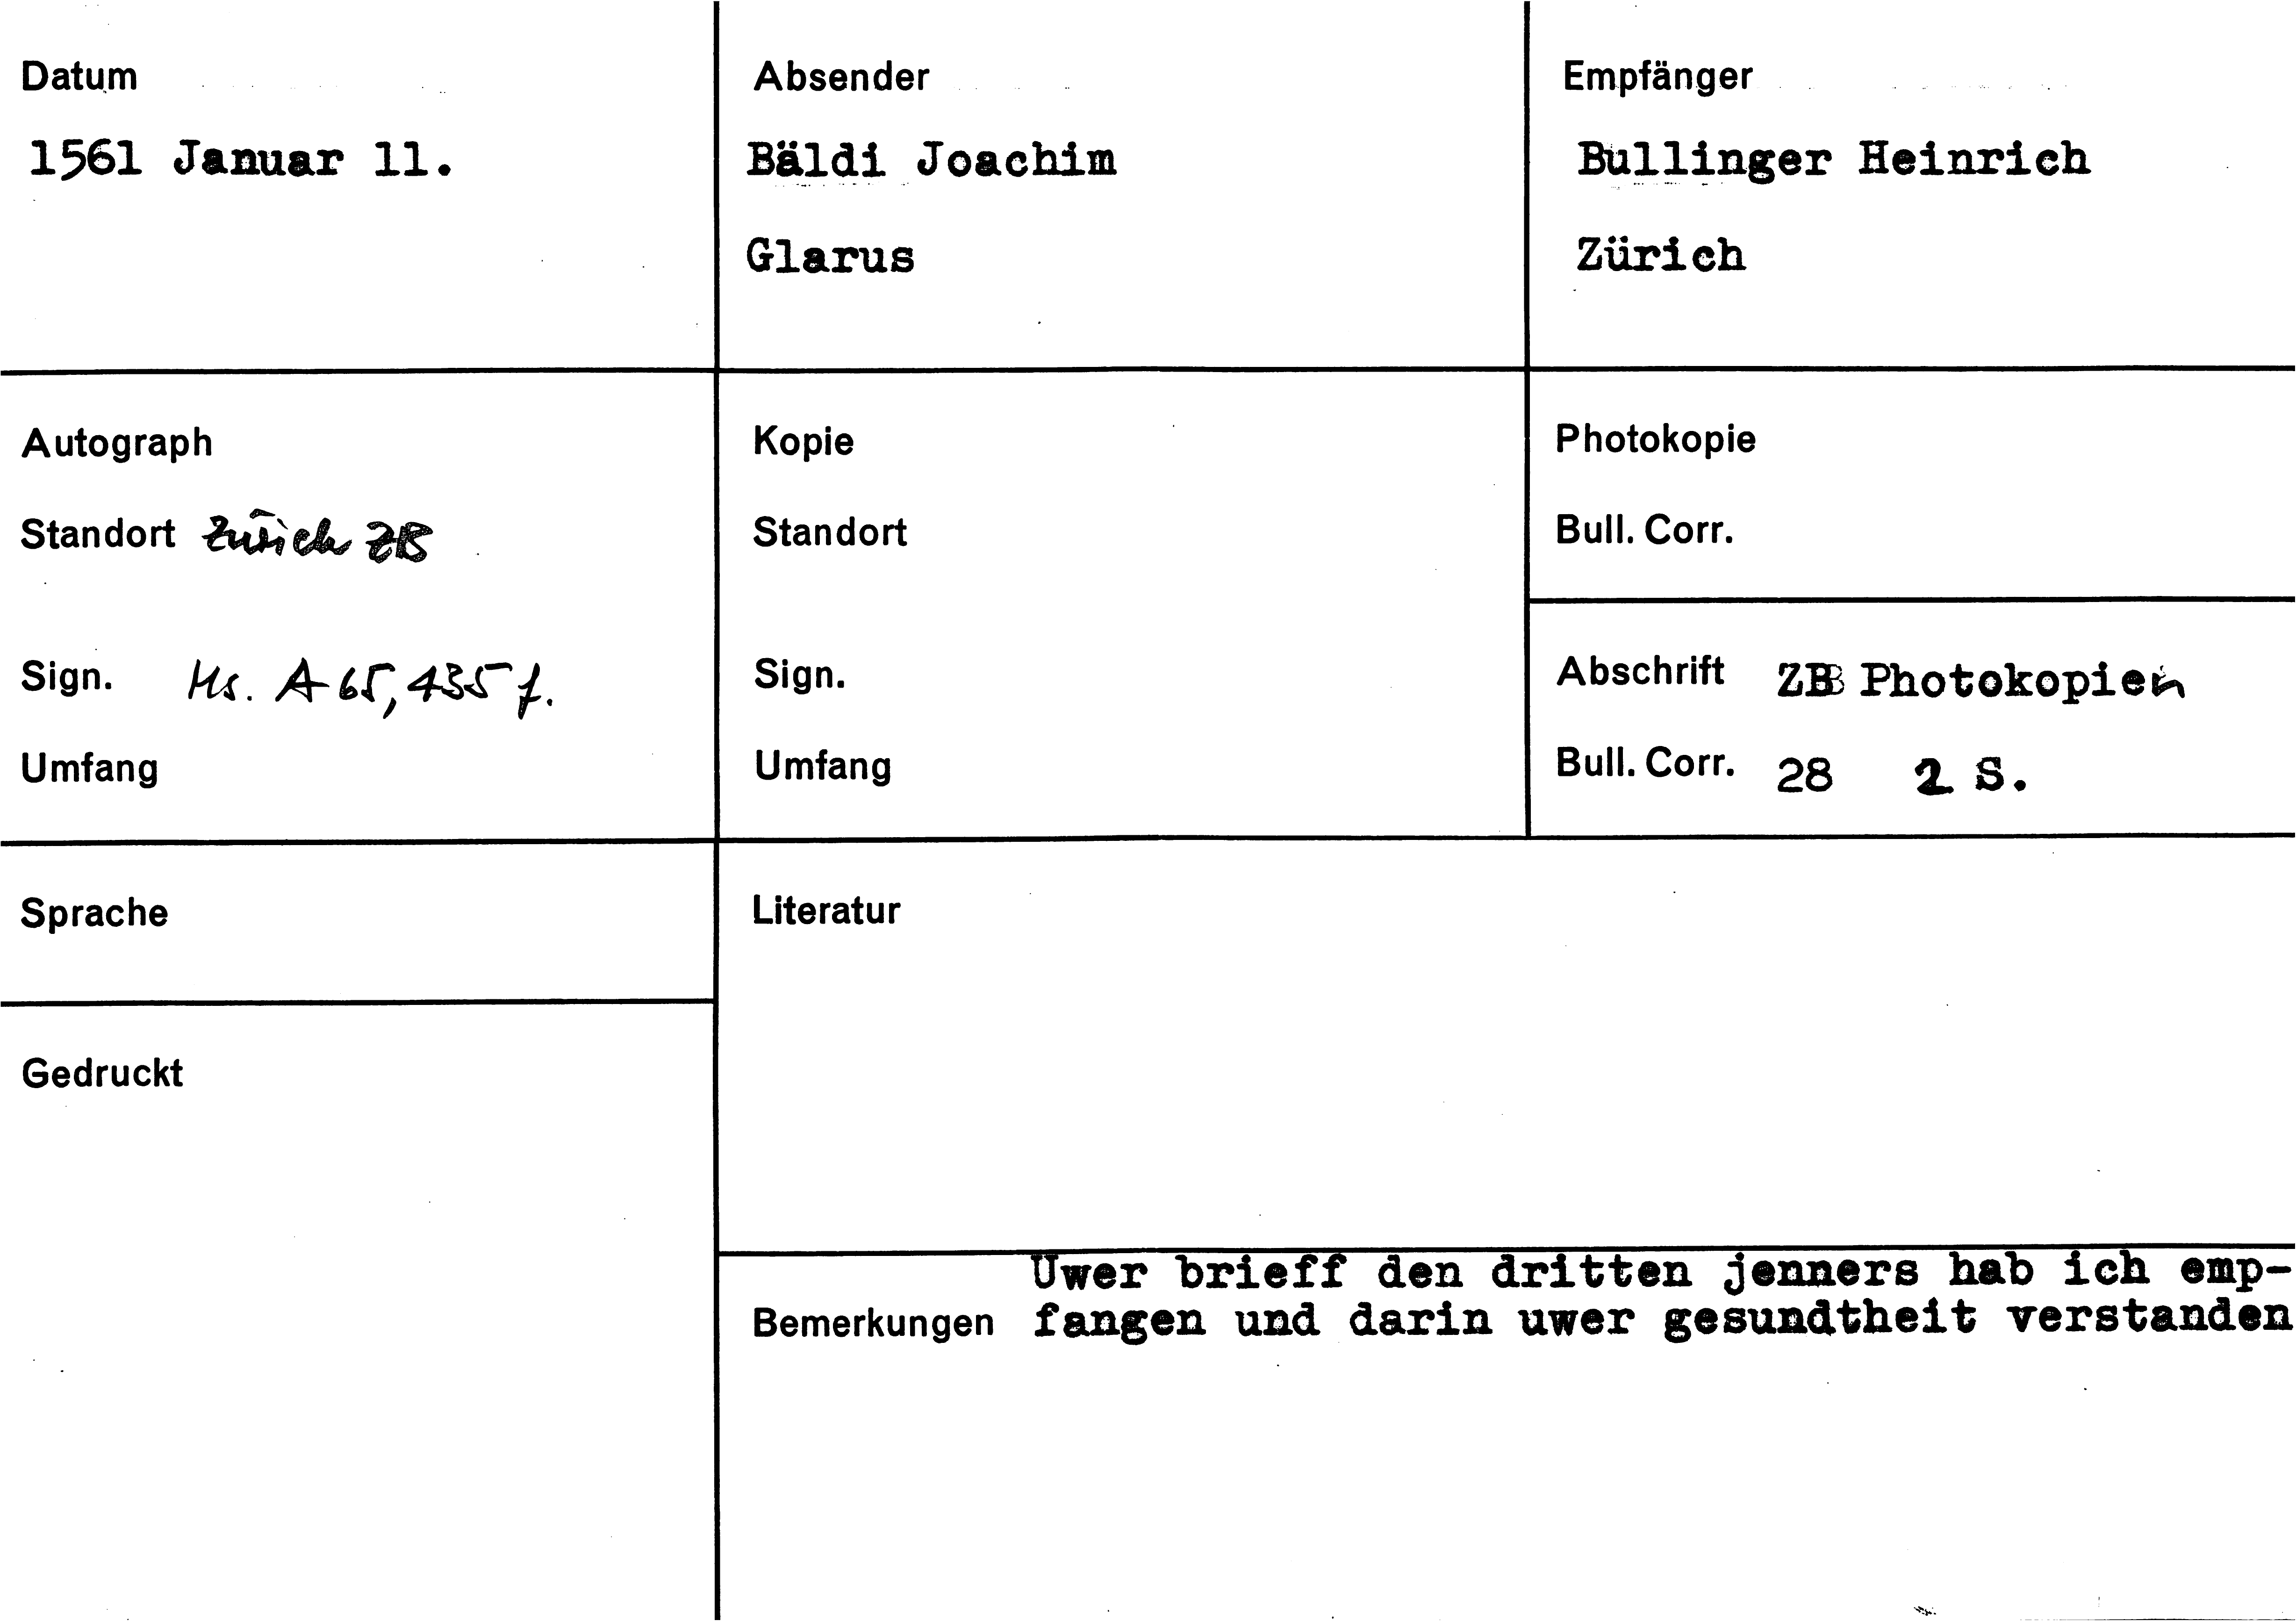 Datum
1561 Januar 11.
Absender
Bäldi Joachim
Glarus
Empfänger
Bullinger Heinrich
Zürich
Autograph
Standort Zürich ZB
Sign. Ms. A 65, 435 f.
Umfang
Kopie
Standort
Sign.
Umfang
Photokopie
Bull. Corr.
Abschrift ZB Photokopien
Bull. Corr. 28 2 S.
Sprache
Gedruckt
Literatur
Uwer brieff den dritten jenners hab ich emp-
Bemerkungen fangen und darin uwer gesundtheit verstanden